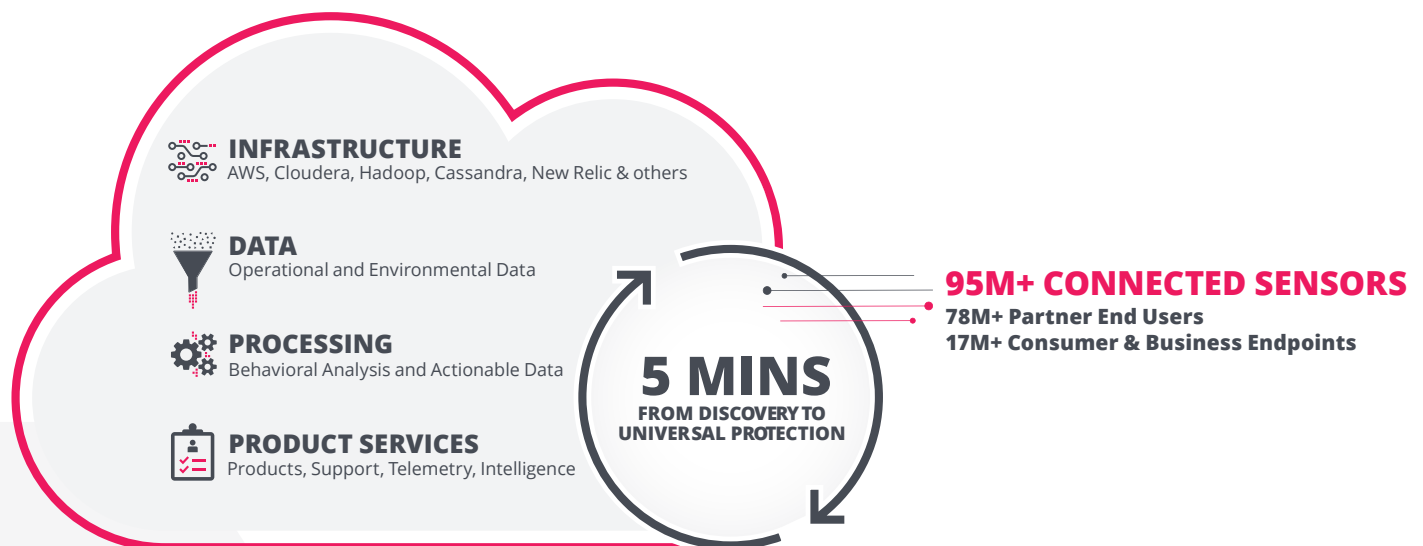 INFRASTRUCTURE
AWS, Cloudera, Hadoop, Cassandra, New Relic & others
DATA
Operational and Environmental Data
PROCESSING
Behavioral Analysis and Actionable Data
PRODUCT SERVICES
Products, Support, Telemetry, Intelligence
5 MINS
FROM DISCOVERY TO
UNIVERSAL PROTECTION
95M+ CONNECTED SENSORS
78M+ Partner End Users
17M+ Consumer & Business Endpoints